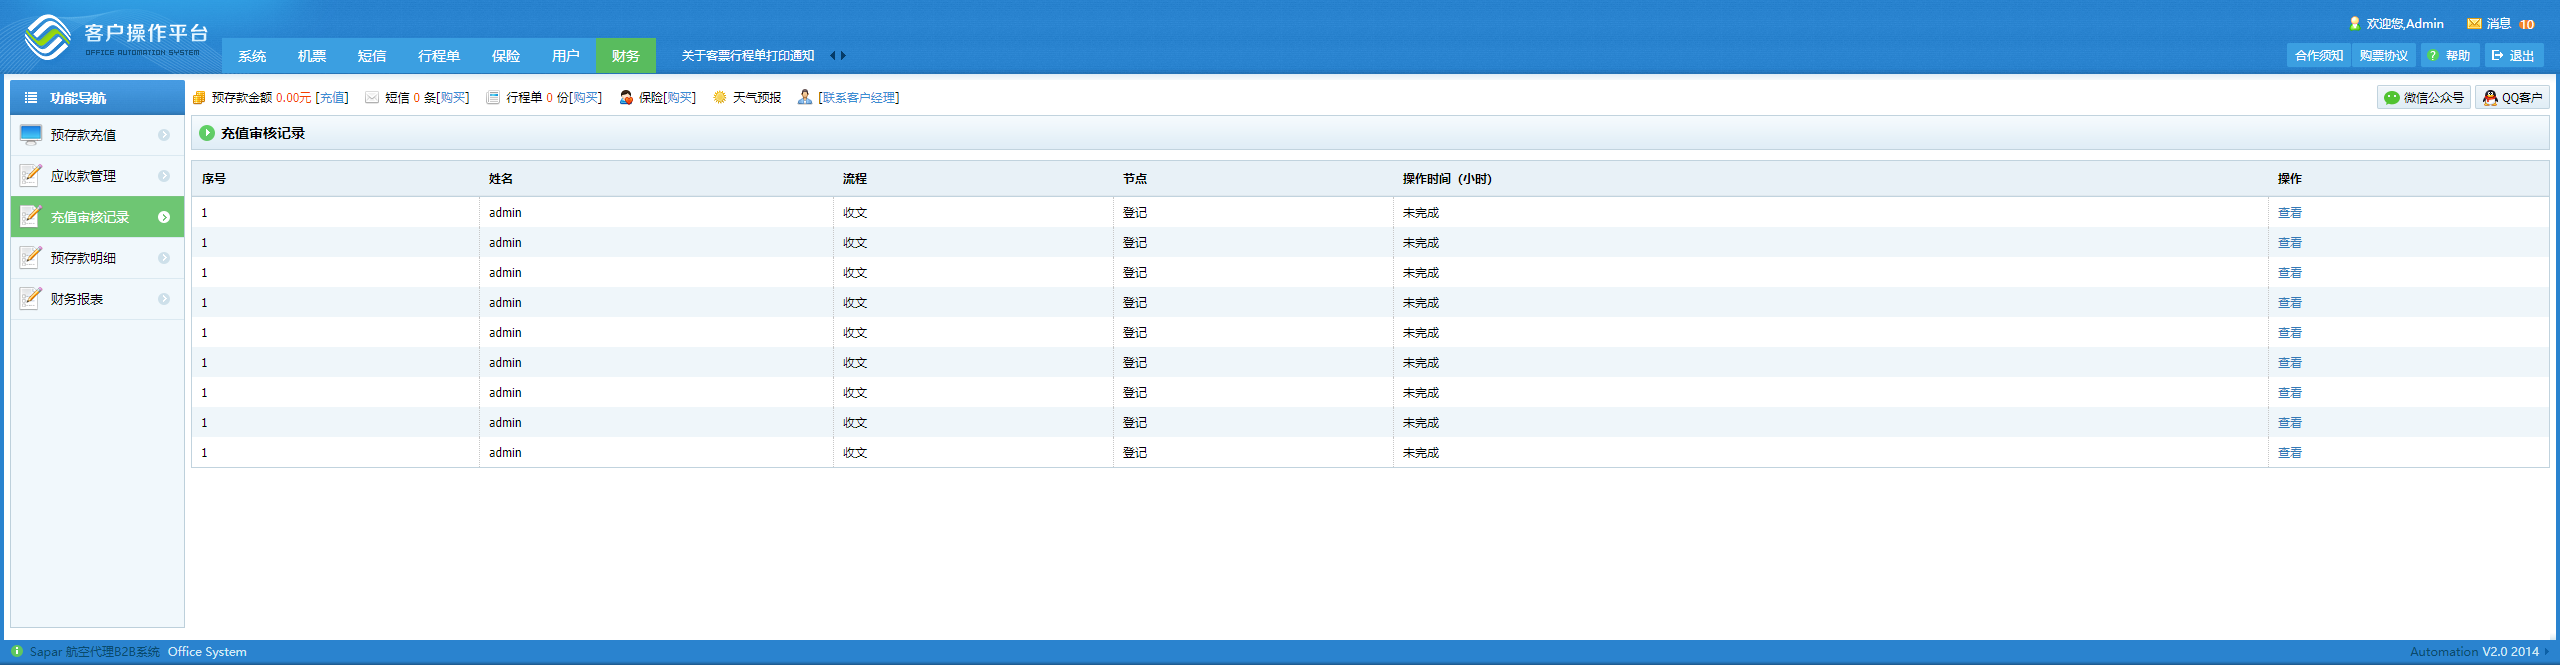 客户操作平台
OFFICE AUTOMATION SYSTEM
系统 机票 短信 行程单 保险 用户 财务 关于客票行程单打印通知
欢迎您,Admin 消息 10
合作须知 购票协议 帮助 退出
功能导航
预存款充值
应收款管理
充值审核记录
预存款明细
财务报表
预存款金额 0.00元 [充值] 短信 0 条[购买] 行程单 0 份[购买] 保险[购买] 天气预报 [联系客户经理]
微信公众号 QQ客户
充值审核记录
序号 姓名 流程 节点 操作时间（小时） 操作
1 admin 收文 登记 未完成 查看
1 admin 收文 登记 未完成 查看
1 admin 收文 登记 未完成 查看
1 admin 收文 登记 未完成 查看
1 admin 收文 登记 未完成 查看
1 admin 收文 登记 未完成 查看
1 admin 收文 登记 未完成 查看
1 admin 收文 登记 未完成 查看
1 admin 收文 登记 未完成 查看
Sapar 航空代理B2B系统 Office System
Automation V2.0 2014